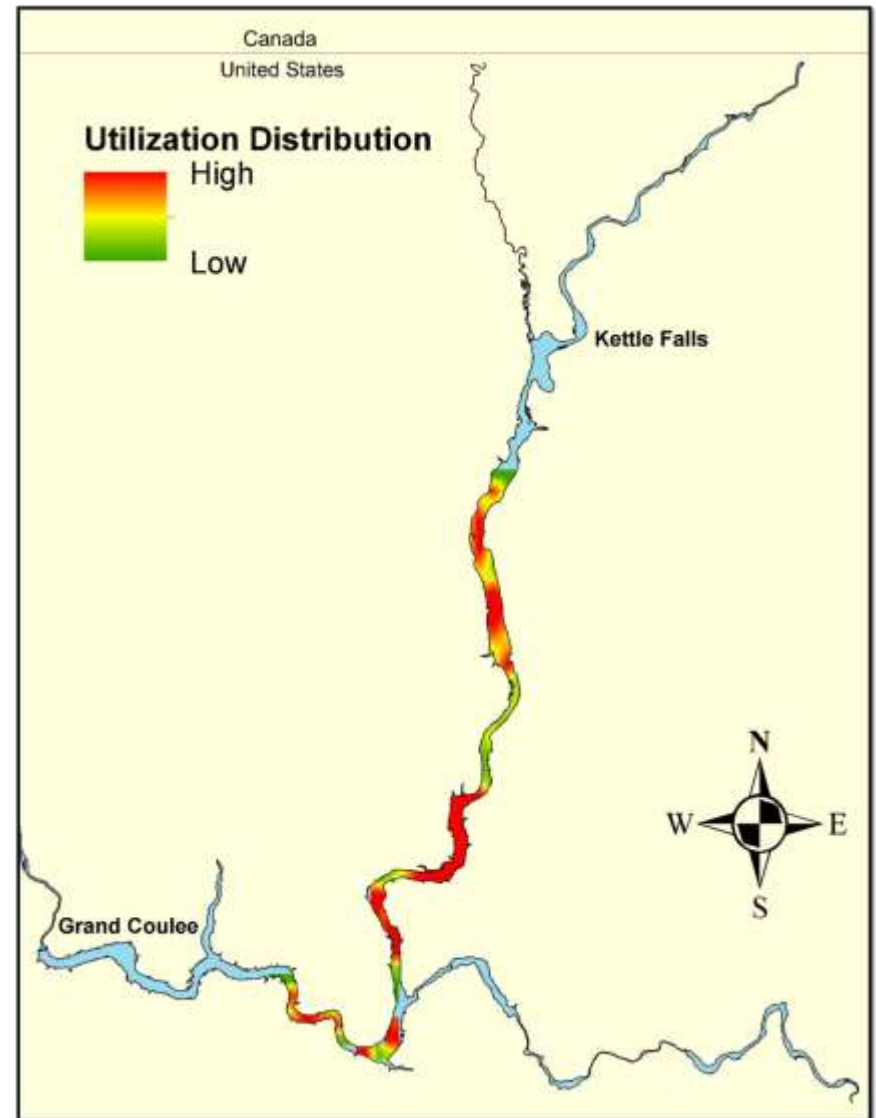 Canada
United States
Utilization Distribution
High
Low
Kettle Falls
N
W
E
S
Grand Coulee